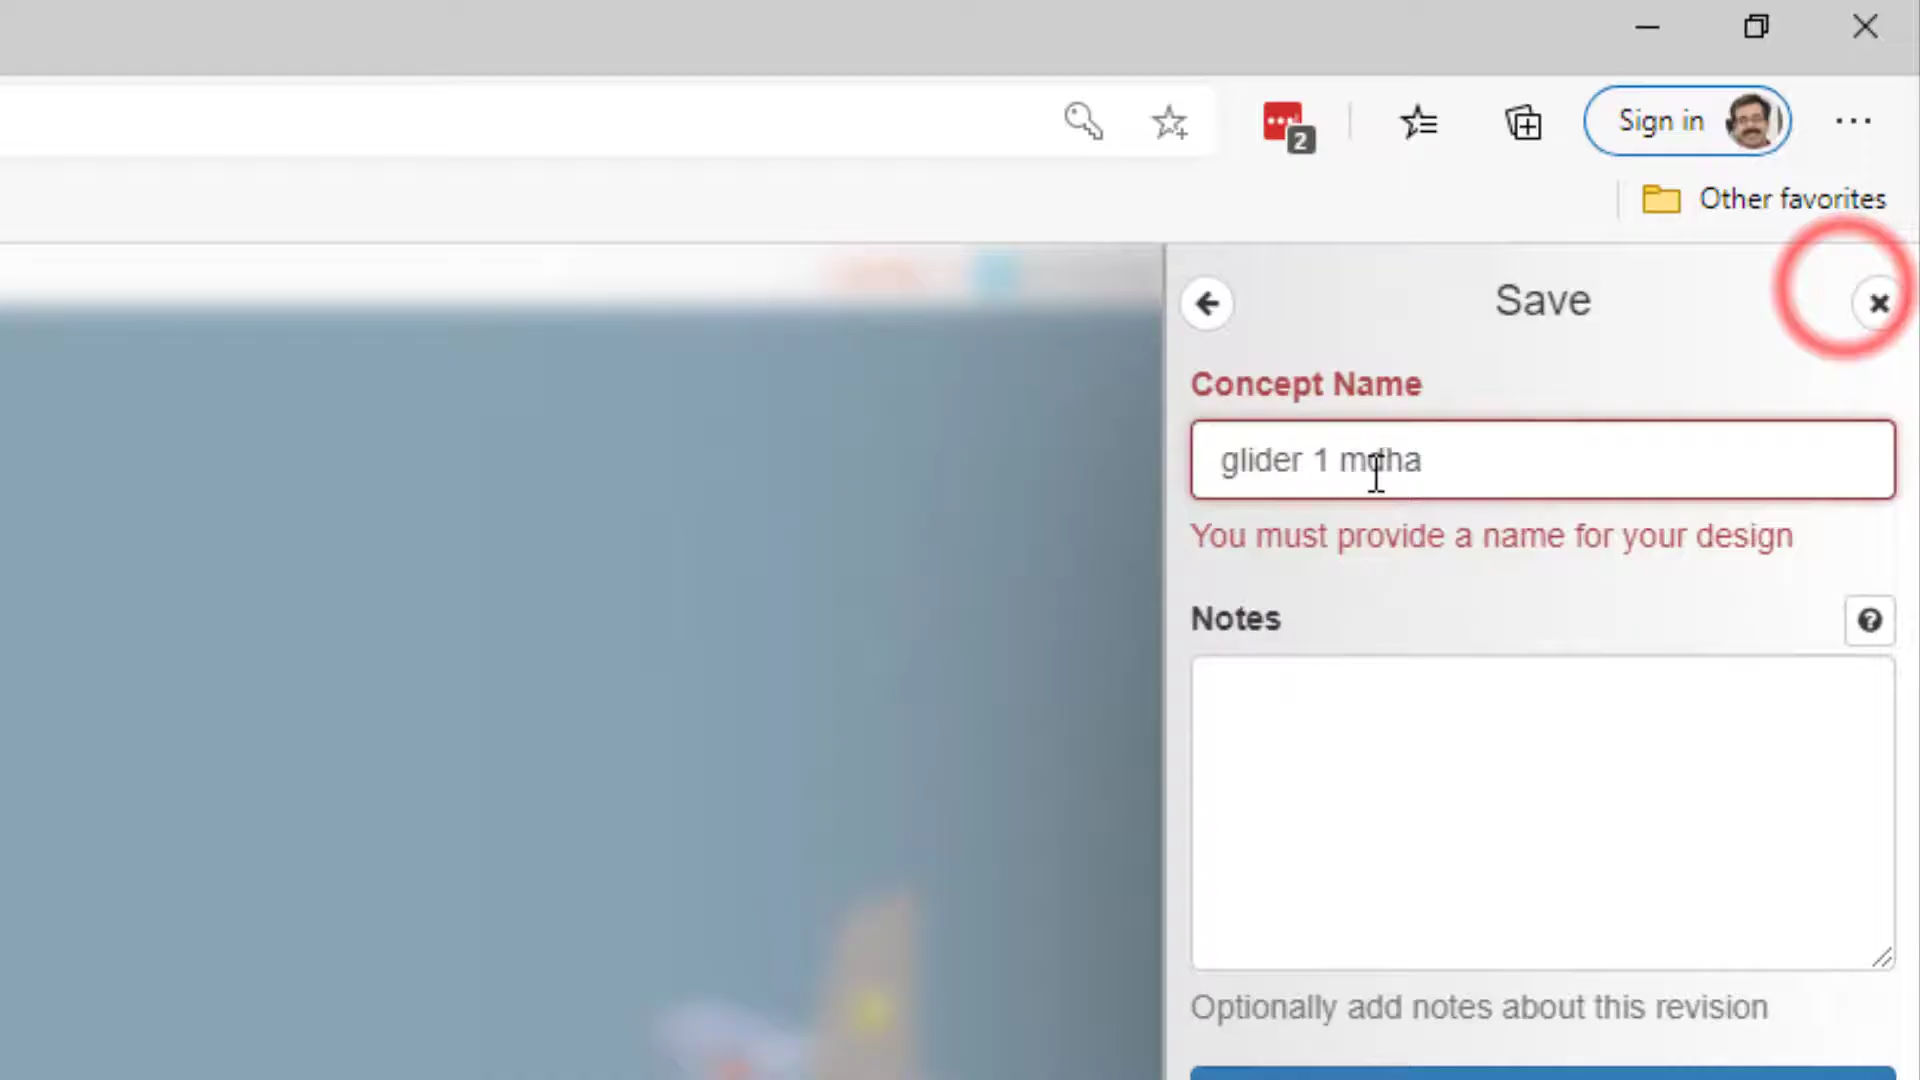 2
Sign in
Other favorites
Save
Concept Name
glider 1 mdha
You must provide a name for your design
Notes
Optionally add notes about this revision